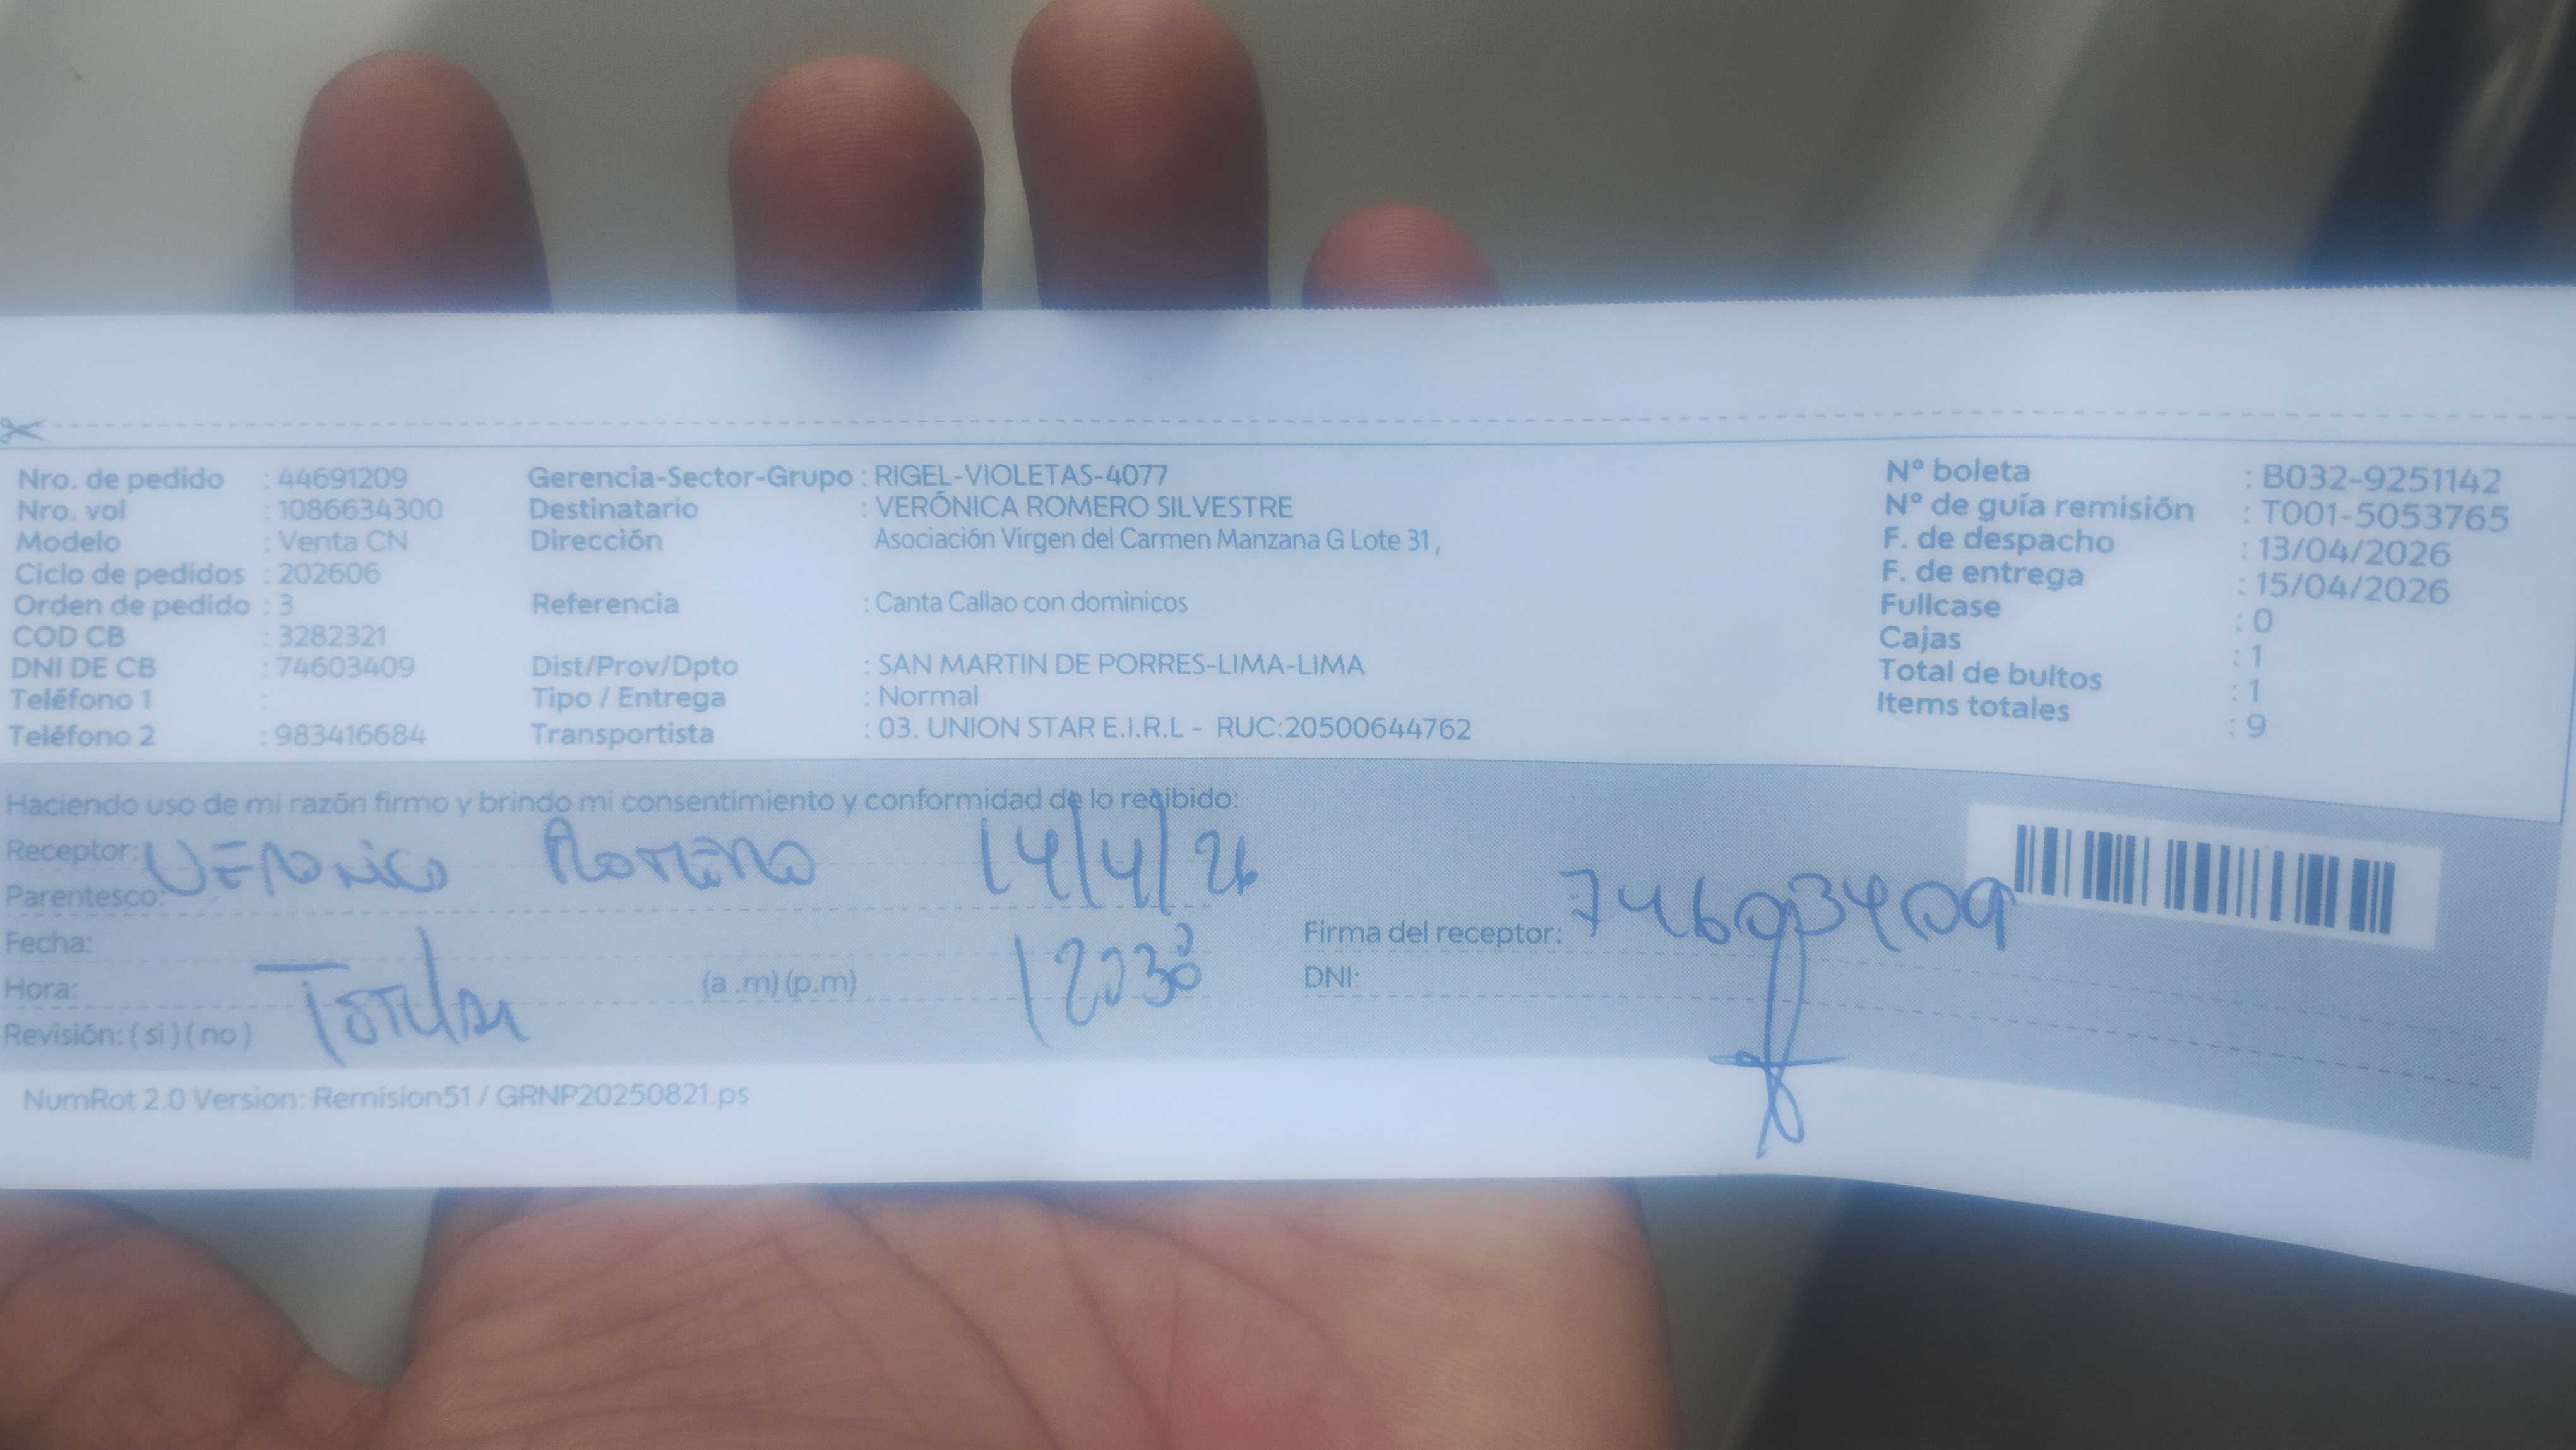 Nro. de pedido : 44691209
Nro. vol : 1086634300
Modelo : Venta CN
Ciclo de pedidos : 202606
Orden de pedido : 3
COD CB : 3282321
DNI DE CB : 74603409
Teléfono 1 :
Teléfono 2 : 983416684
Gerencia-Sector-Grupo : RIGEL-VIOLETAS-4077
Destinatario : VERÓNICA ROMERO SILVESTRE
Dirección Asociación Virgen del Carmen Manzana G Lote 31 ,
Referencia : Canta Callao con dominicos
Dist/Prov/Dpto : SAN MARTIN DE PORRES-LIMA-LIMA
Tipo / Entrega : Normal
Transportista : 03. UNION STAR E.I.R.L - RUC:20500644762
N° boleta : B032-9251142
N° de guía remisión : T001-5053765
F. de despacho : 13/04/2026
F. de entrega : 15/04/2026
Fullcase : 0
Cajas : 1
Total de bultos : 1
Items totales : 9
Haciendo uso de mi razón firmo y brindo mi consentimiento y conformidad de lo recibido:
Receptor: Veronica Romero 14/4/26
Parentesco:
Fecha:
Hora: (a .m) (p.m)
Revisión: ( si ) ( no ) Titular
Firma del receptor: 74603409
DNI:
NumRot 2.0 Version: Remision51 / GRNP20250821.ps